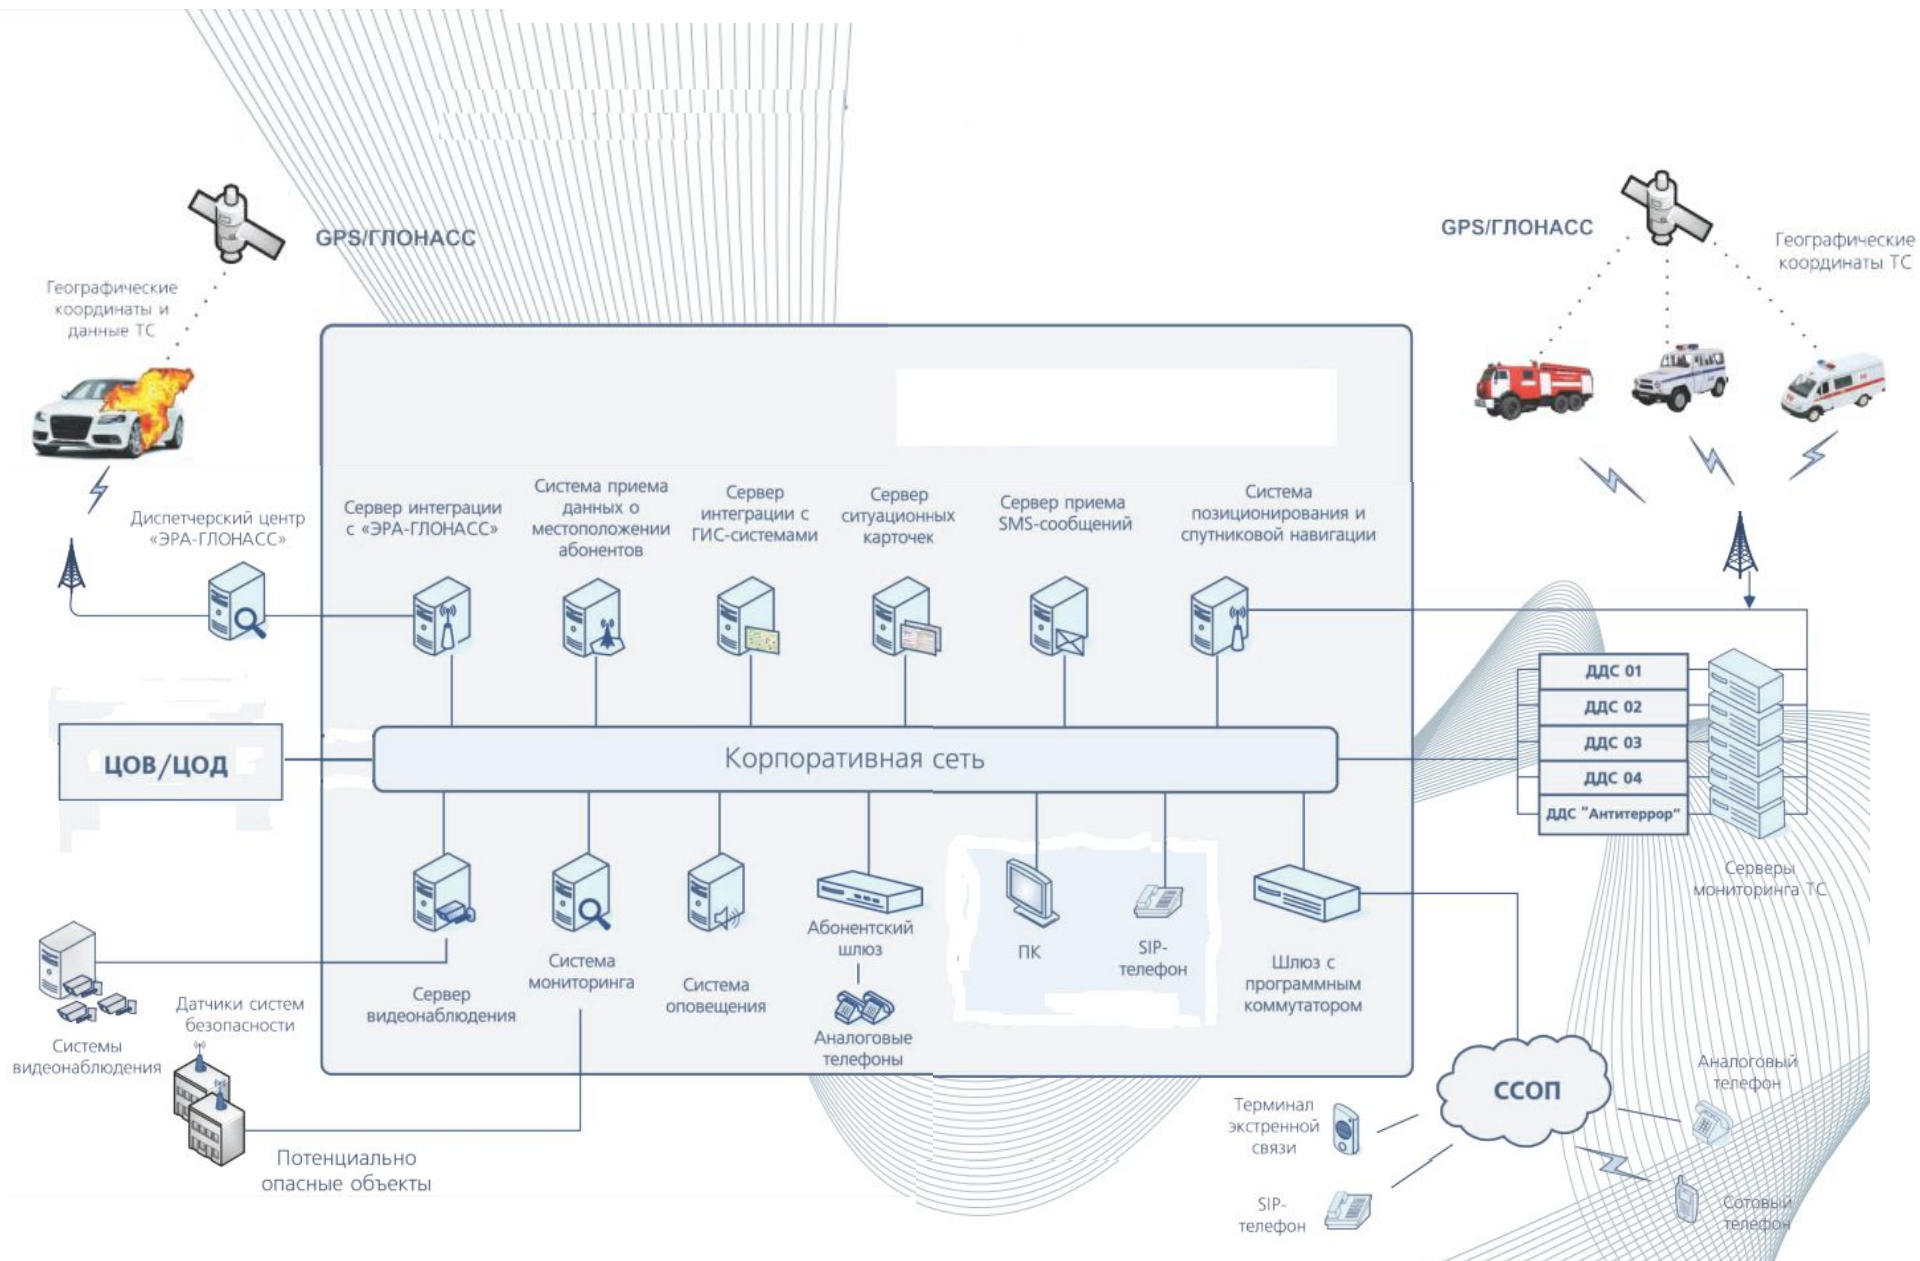 GPS/ГЛОНАСС
Географические
координаты и
данные ТС
GPS/ГЛОНАСС
Географические
координаты ТС
Диспетчерский центр
«ЭРА-ГЛОНАСС»
Сервер интеграции
с «ЭРА-ГЛОНАСС»
Система приема
данных о
местоположении
абонентов
Сервер
интеграции с
ГИС-системами
Сервер
ситуационных
карточек
Сервер приема
SMS-сообщений
Система
позиционирования и
спутниковой навигации
ЦОВ/ЦОД
Корпоративная сеть
ДДС 01
ДДС 02
ДДС 03
ДДС 04
ДДС "Антитеррор"
Серверы
мониторинга ТС
Системы
видеонаблюдения
Датчики систем
безопасности
Потенциально
опасные объекты
Сервер
видеонаблюдения
Система
мониторинга
Система
оповещения
Абонентский
шлюз
Аналоговые
телефоны
ПК
SIP-
телефон
Шлюз с
программным
коммутатором
ССОП
Терминал
экстренной
связи
SIP-
телефон
Аналоговый
телефон
Сотовый
телефон